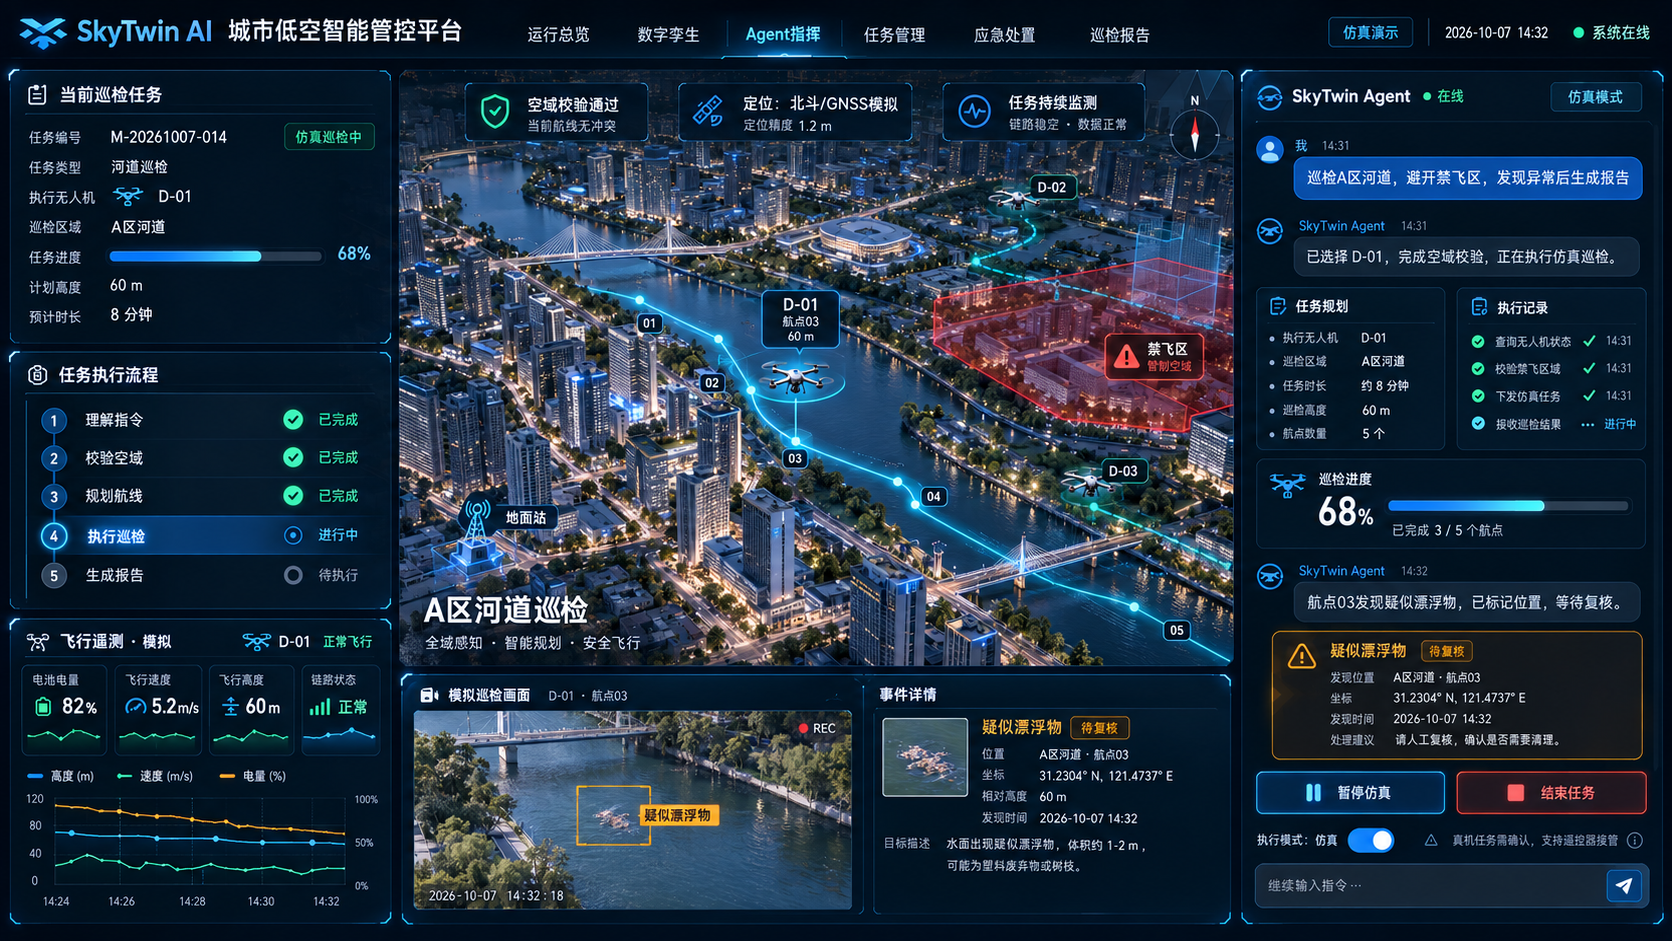 SkyTwin AI 城市低空智能管控平台
运行总览 数字孪生 Agent指挥 任务管理 应急处置 巡检报告
仿真演示 2026-10-07 14:32 系统在线
当前巡检任务
任务编号 M-20261007-014 仿真巡检中
任务类型 河道巡检
执行无人机 D-01
巡检区域 A区河道
任务进度 68%
计划高度 60 m
预计时长 8 分钟
任务执行流程
1 理解指令 已完成
2 校验空域 已完成
3 规划航线 已完成
4 执行巡检 进行中
5 生成报告 待执行
飞行遥测 · 模拟 D-01 正常飞行
电池电量 飞行速度 飞行高度 链路状态
82% 5.2m/s 60m 正常
高度 (m) 速度 (m/s) 电量 (%)
120 100%
80
50%
40
0 0%
14:24 14:26 14:28 14:30 14:32
空域校验通过
当前航线无冲突
定位：北斗/GNSS模拟
定位精度 1.2 m
任务持续监测
链路稳定 · 数据正常
N
D-02
D-01
航点03
60 m
01
02
03
04
05
禁飞区
管制空域
D-03
地面站
A区河道巡检
全域感知 · 智能规划 · 安全飞行
模拟巡检画面 D-01 · 航点03
REC
疑似漂浮物
2026-10-07 14:32:18
事件详情
疑似漂浮物 待复核
位置 A区河道 · 航点03
坐标 31.2304° N, 121.4737° E
相对高度 60 m
发现时间 2026-10-07 14:32
目标描述 水面出现疑似漂浮物，体积约 1-2 m，
可能为塑料废弃物或树枝。
SkyTwin Agent 在线 仿真模式
我 14:31
巡检A区河道，避开禁飞区，发现异常后生成报告
SkyTwin Agent 14:31
已选择 D-01，完成空域校验，正在执行仿真巡检。
任务规划
执行无人机 D-01
巡检区域 A区河道
任务时长 约 8 分钟
巡检高度 60 m
航点数量 5 个
执行记录
查询无人机状态 14:31
校验禁飞区域 14:31
下发仿真任务 14:31
接收巡检结果 ··· 进行中
巡检进度
68%
已完成 3 / 5 个航点
SkyTwin Agent 14:32
航点03发现疑似漂浮物，已标记位置，等待复核。
疑似漂浮物 待复核
发现位置 A区河道 · 航点03
坐标 31.2304° N, 121.4737° E
发现时间 2026-10-07 14:32
处理建议 请人工复核，确认是否需要清理。
暂停仿真 结束任务
执行模式：仿真 真机任务需确认，支持遥控器接管
继续输入指令 ···